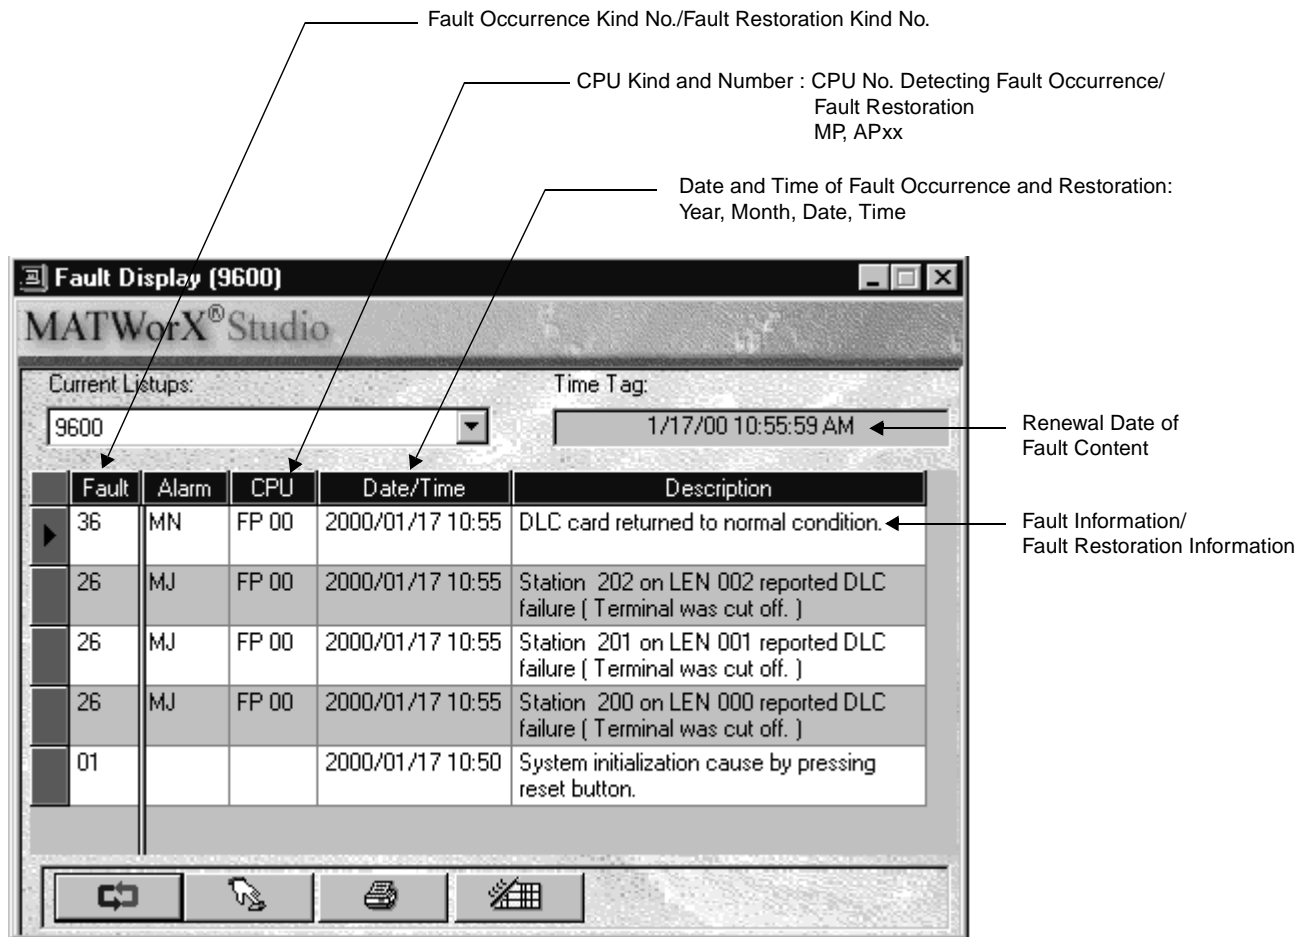 Fault Occurrence Kind No./Fault Restoration Kind No.
CPU Kind and Number : CPU No. Detecting Fault Occurrence/
Fault Restoration
MP, APxx
Date and Time of Fault Occurrence and Restoration:
Year, Month, Date, Time
Fault Display (9600)
MATWorX® Studio
Current Listups:
Time Tag:
9600
1/17/00 10:55:59 AM
Renewal Date of
Fault Content
Fault Alarm CPU Date/Time Description
36 MN FP 00 2000/01/17 10:55 DLC card returned to normal condition.
Fault Information/
Fault Restoration Information
26 MJ FP 00 2000/01/17 10:55 Station 202 on LEN 002 reported DLC
failure ( Terminal was cut off. )
26 MJ FP 00 2000/01/17 10:55 Station 201 on LEN 001 reported DLC
failure ( Terminal was cut off. )
26 MJ FP 00 2000/01/17 10:55 Station 200 on LEN 000 reported DLC
failure ( Terminal was cut off. )
01 2000/01/17 10:50 System initialization cause by pressing
reset button.